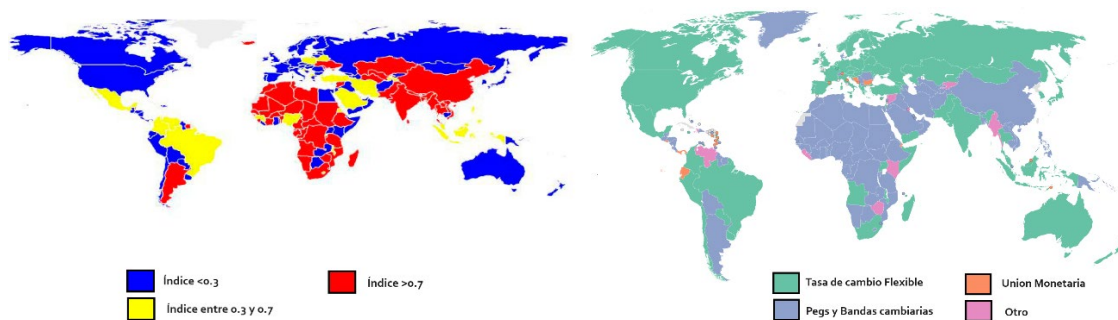 Índice <0.3
Índice >0.7
Índice entre 0.3 y 0.7
Tasa de cambio Flexible
Union Monetaria
Pegs y Bandas cambiarias
Otro